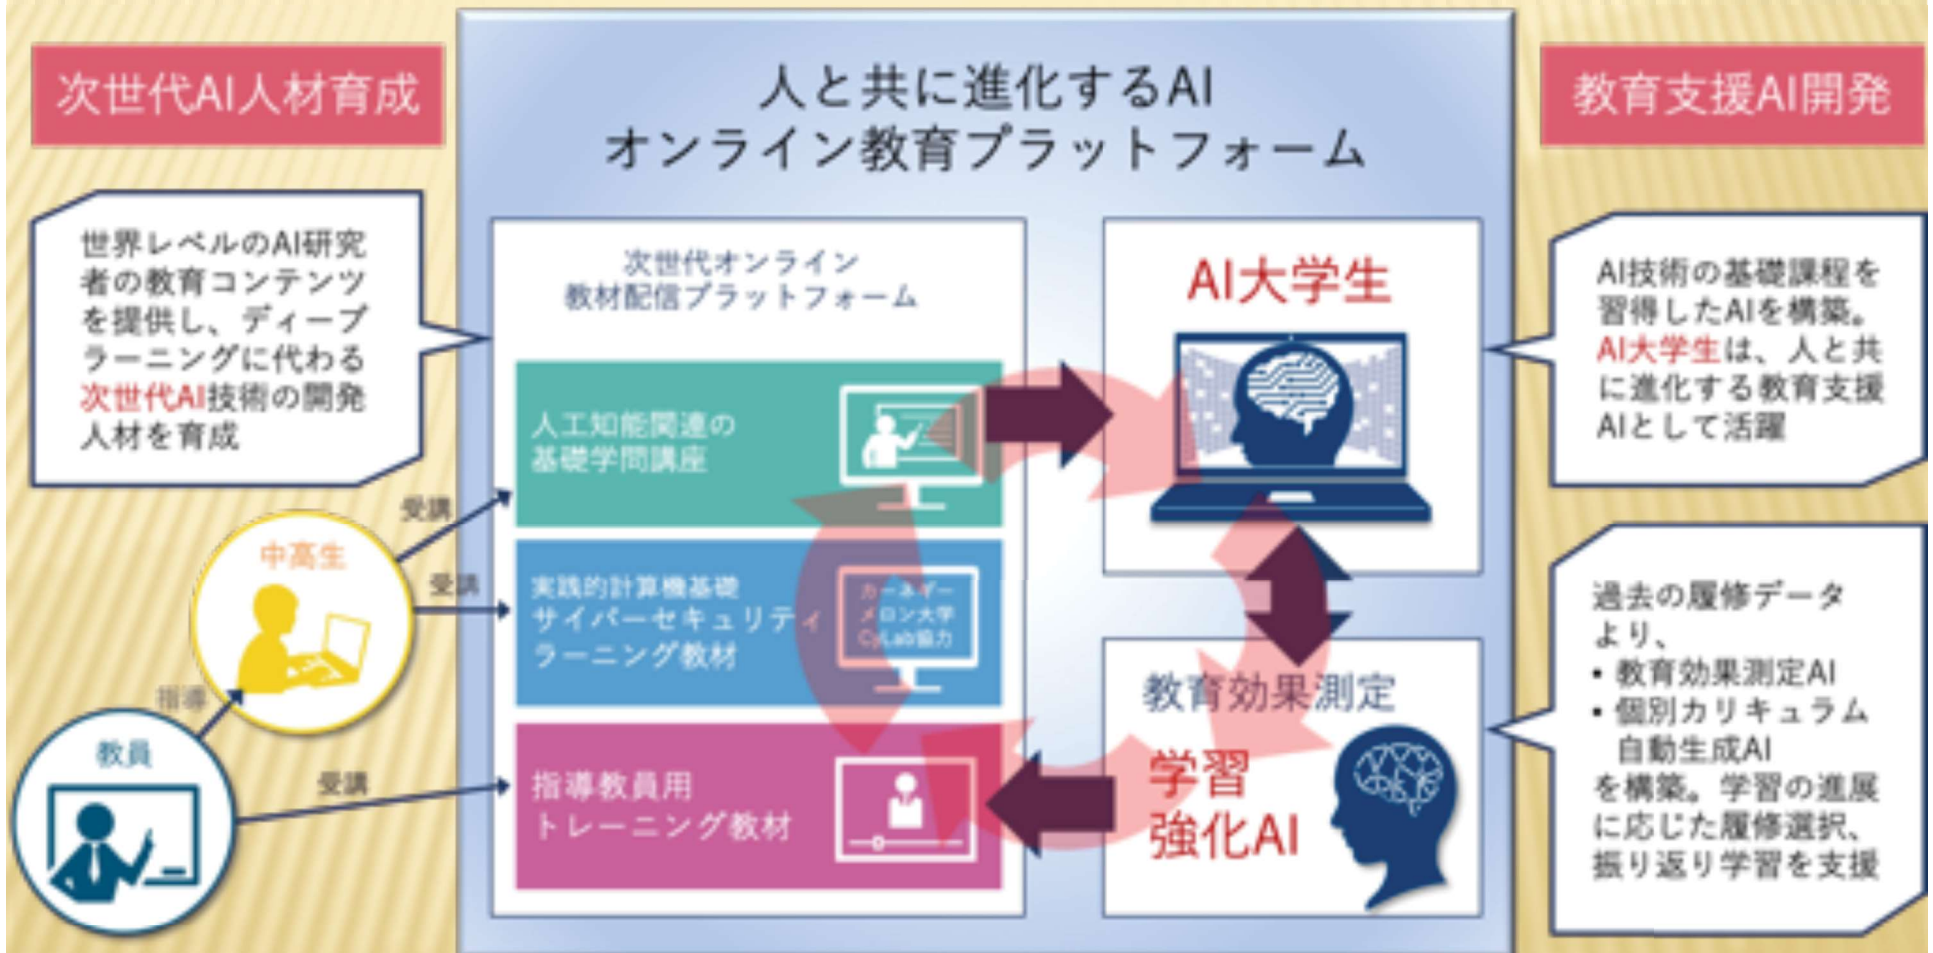 次世代AI人材育成
世界レベルのAI研究
者の教育コンテンツ
を提供し、ディープ
ラーニングに代わる
次世代AI技術の開発
人材を育成
受講
中高生
受講
指導
教員
受講
人と共に進化するAI
オンライン教育プラットフォーム
次世代オンライン
教材配信プラットフォーム
人工知能関連の
基礎学問講座
実践的計算機基礎
サイバーセキュリティ
ラーニング教材
カーネギー
メロン大学
CyLab協力
指導教員用
トレーニング教材
AI大学生
教育効果測定
学習
強化AI
教育支援AI開発
AI技術の基礎課程を
習得したAIを構築。
AI大学生は、人と共
に進化する教育支援
AIとして活躍
過去の履修データ
より、
• 教育効果測定AI
• 個別カリキュラム
自動生成AI
を構築。学習の進展
に応じた履修選択、
振り返り学習を支援